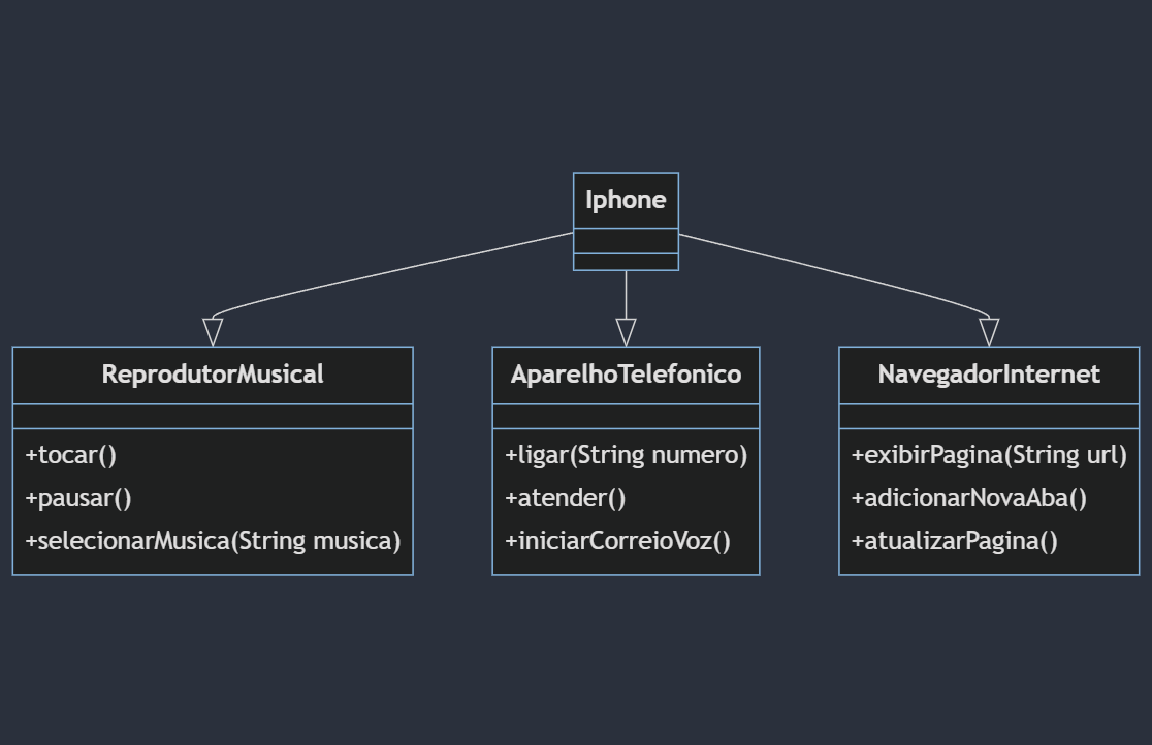 Iphone
ReprodutorMusical
+tocar()
+pausar()
+selecionarMusica(String musica)
AparelhoTelefonico
+ligar(String numero)
+atender()
+iniciarCorreioVoz()
NavegadorInternet
+exibirPagina(String url)
+adicionarNovaAba()
+atualizarPagina()